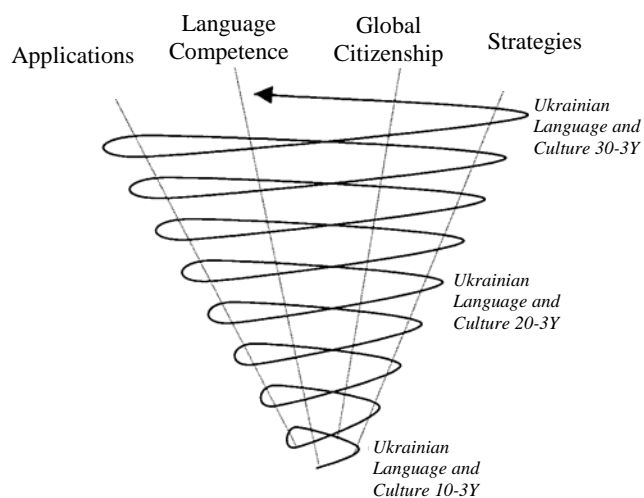 Applications
Language
Competence
Global
Citizenship
Strategies
Ukrainian
Language and
Culture 30-3Y
Ukrainian
Language and
Culture 20-3Y
Ukrainian
Language and
Culture 10-3Y